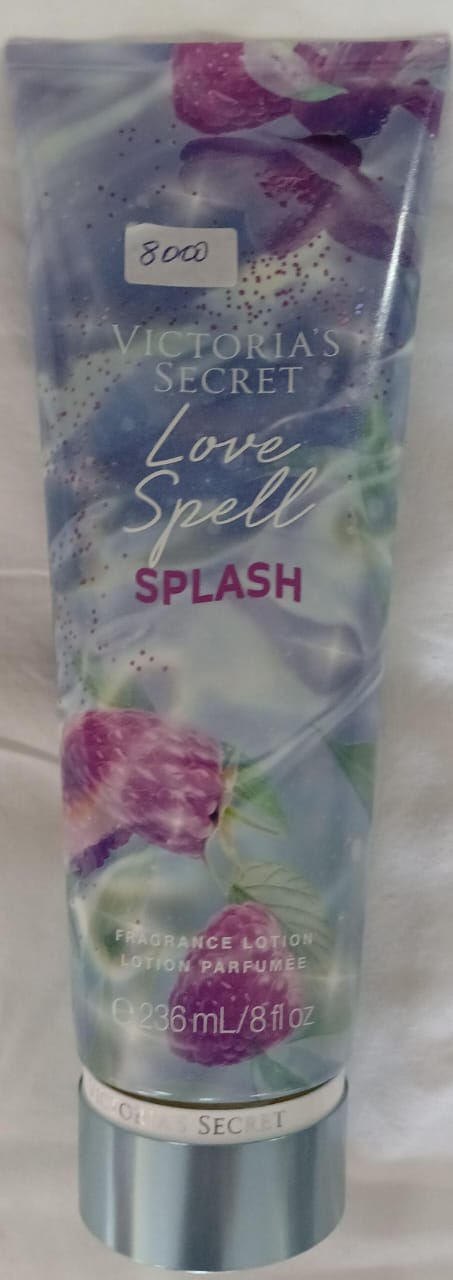 8000
VICTORIA'S
SECRET
Love
Spell
SPLASH
FRAGRANCE LOTION
LOTION PARFUMÉE
℮ 236 mL/8 fl oz
VICTORIA'S SECRET